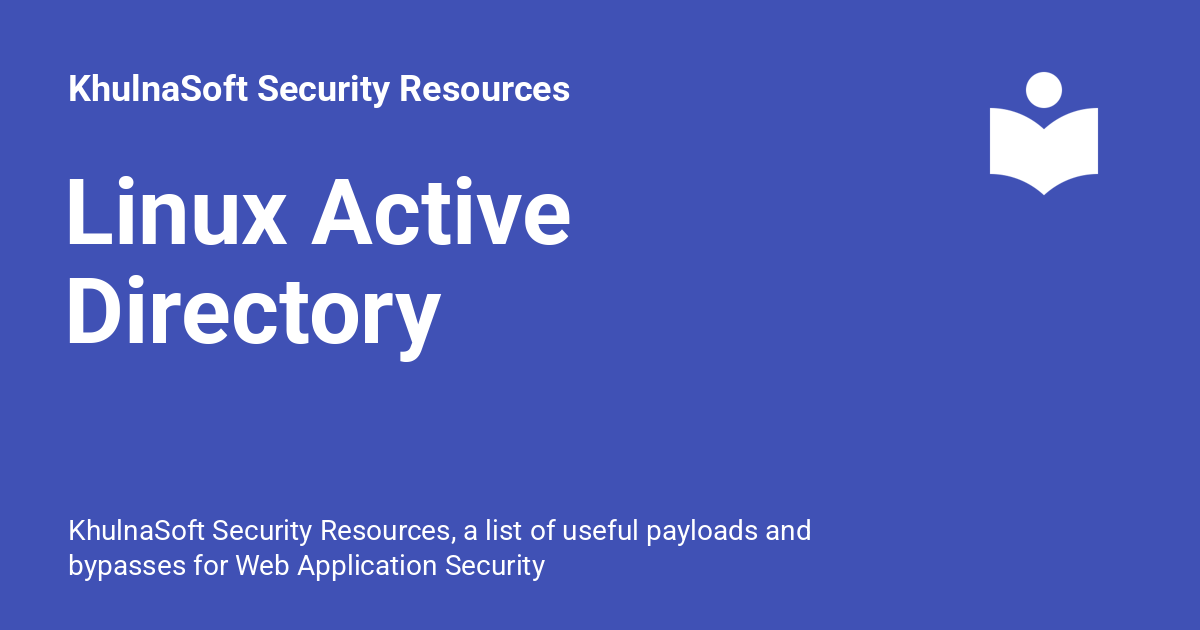 KhulnaSoft Security Resources
Linux Active
Directory
KhulnaSoft Security Resources, a list of useful payloads and
bypasses for Web Application Security